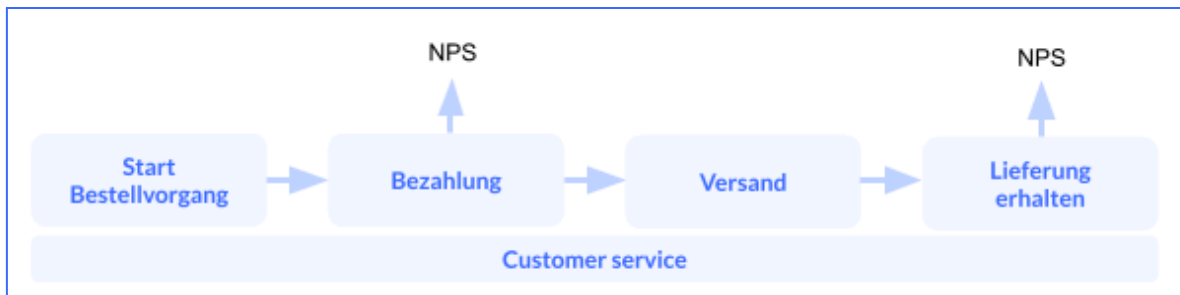 NPS
NPS
Start
Bestellvorgang
Bezahlung
Versand
Lieferung
erhalten
Customer service